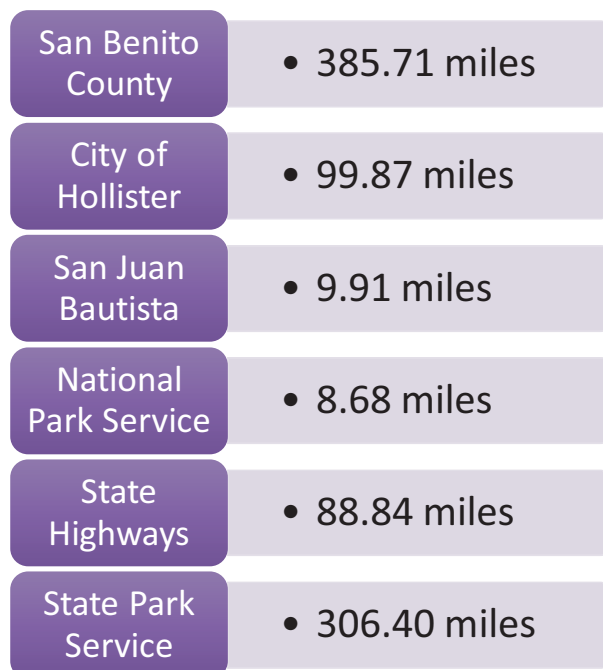 San Benito
County
• 385.71 miles
City of
Hollister
• 99.87 miles
San Juan
Bautista
• 9.91 miles
National
Park Service
• 8.68 miles
State
Highways
• 88.84 miles
State Park
Service
• 306.40 miles